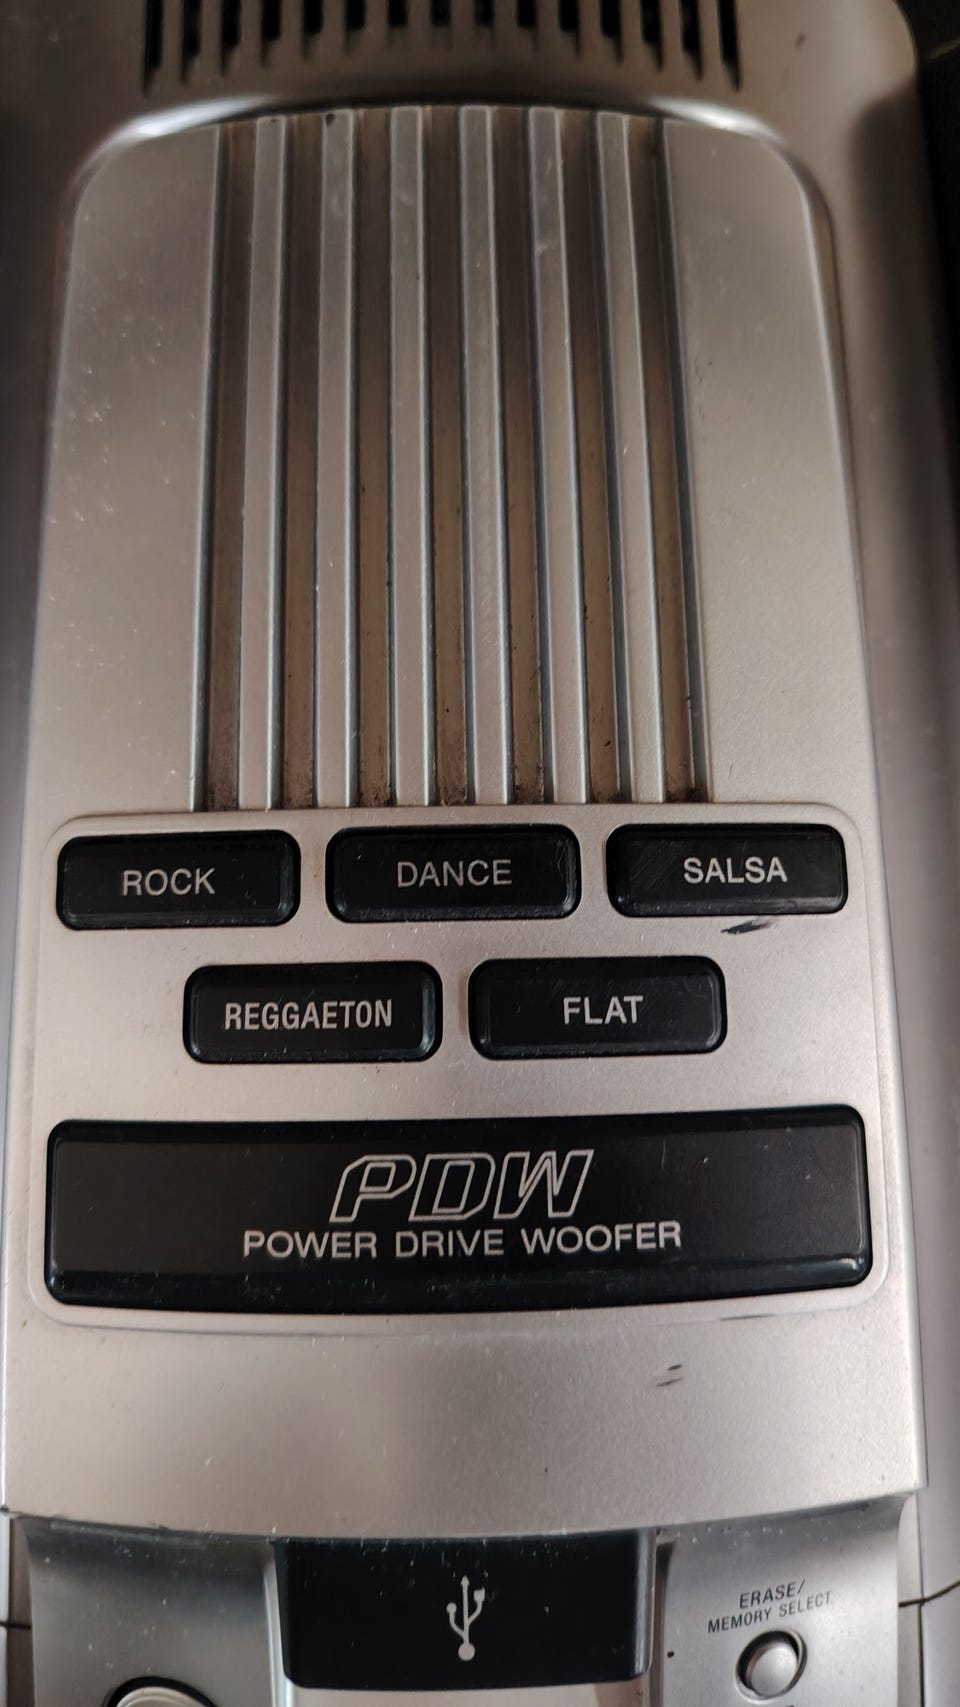 ROCK
DANCE
SALSA
REGGAETON
FLAT
PDW
POWER DRIVE WOOFER
ERASE/
MEMORY SELECT